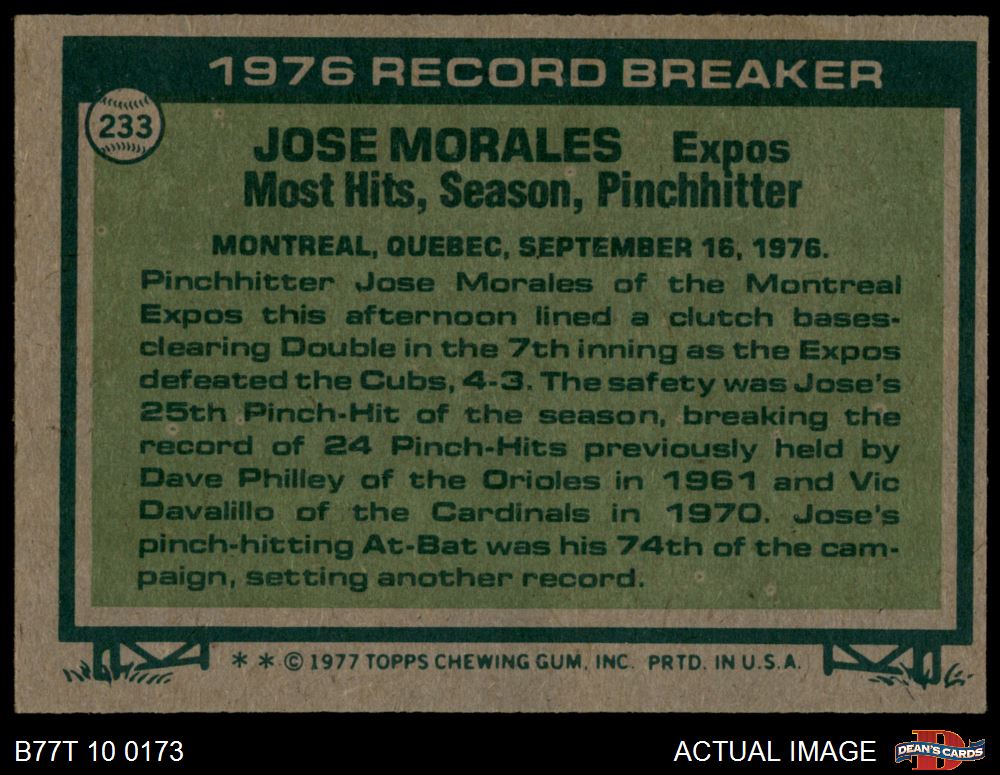 1976 RECORD BREAKER
233
JOSE MORALES Expos
Most Hits, Season, Pinchhitter
MONTREAL, QUEBEC, SEPTEMBER 16, 1976.
Pinchhitter Jose Morales of the Montreal
Expos this afternoon lined a clutch bases-
clearing Double in the 7th inning as the Expos
defeated the Cubs, 4-3. The safety was Jose's
25th Pinch-Hit of the season, breaking the
record of 24 Pinch-Hits previously held by
Dave Philley of the Orioles in 1961 and Vic
Davalillo of the Cardinals in 1970. Jose's
pinch-hitting At-Bat was his 74th of the cam-
paign, setting another record.
* * © 1977 TOPPS CHEWING GUM, INC. PRTD. IN U.S.A.
B77T 10 0173
ACTUAL IMAGE
D
DEAN'S CARDS